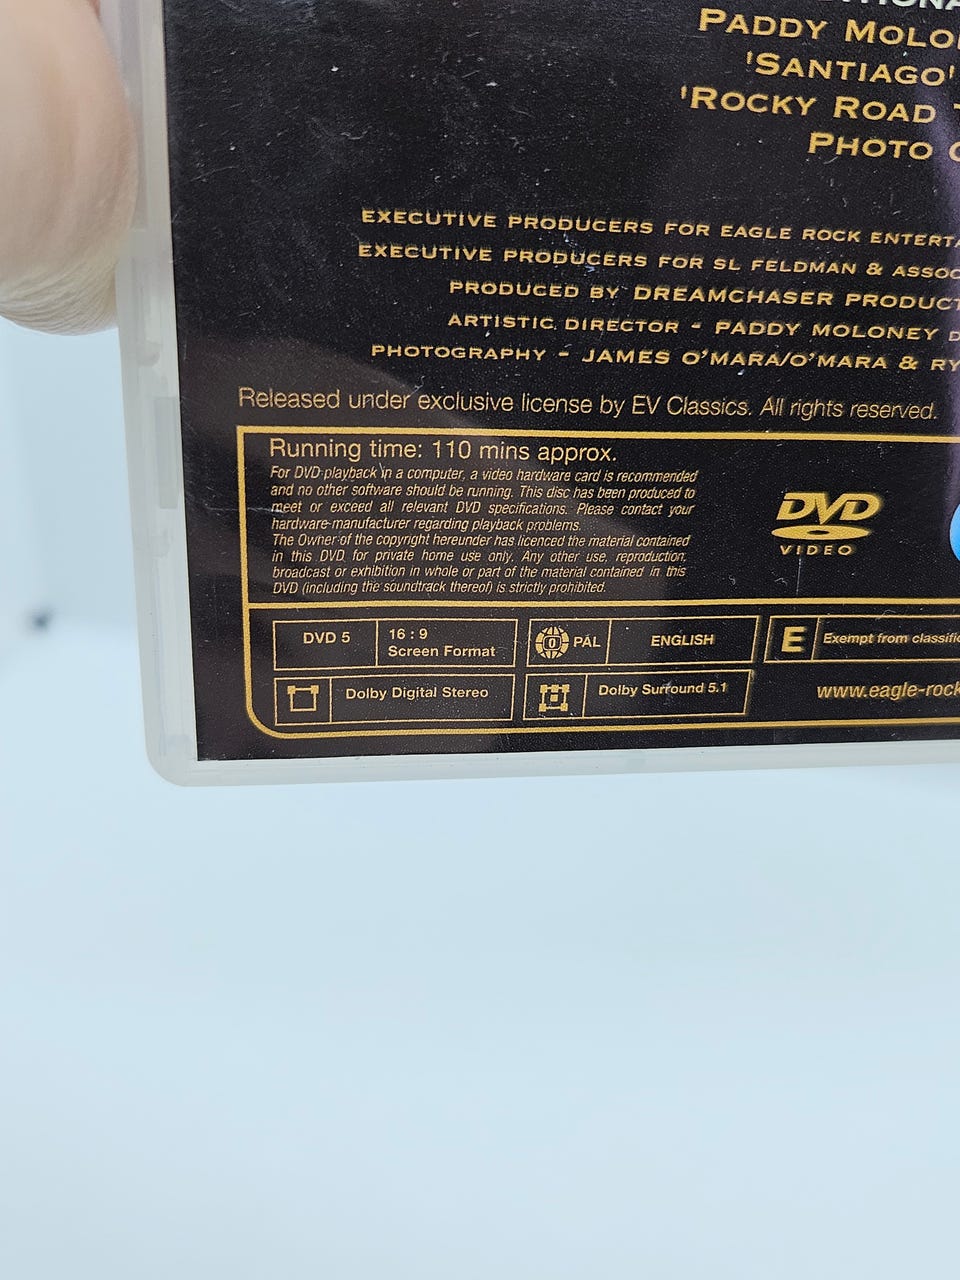 PADDY
'SANTIAGO'
'ROCKY ROAD
PHOTO
EXECUTIVE PRODUCERS FOR EAGLE ROCK
EXECUTIVE PRODUCERS FOR SL FELDMAN &
PRODUCED BY DREAMCHASER
ARTISTIC DIRECTOR - PADDY MOLONEY
PHOTOGRAPHY - JAMES O'MARA/O'MARA &
Released under exclusive license by EV Classics. All rights reserved.
Running time: 110 mins approx.
For DVD playback in a computer, a video hardware card is recommended
and no other software should be running. This disc has been produced to
meet or exceed all relevant DVD specifications. Please contact your
hardware manufacturer regarding playback problems.
The Owner of the copyright hereunder has licenced the material contained
in this DVD for private home use only. Any other use, reproduction,
broadcast or exhibition in whole or part of the material contained in this
DVD (including the soundtrack thereof) is strictly prohibited.
DVD
VIDEO
DVD 5
16 : 9
Screen Format
0
PAL
ENGLISH
E
Exempt from
Dolby Digital Stereo
Dolby Surround 5.1
www.eagle-rock